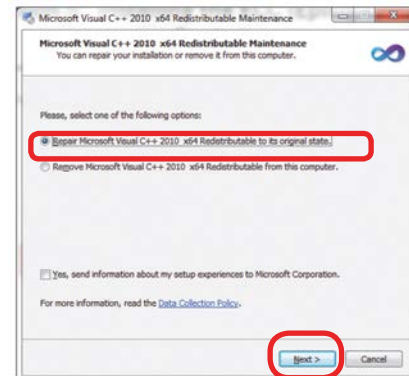 Microsoft Visual C++ 2010 x64 Redistributable Maintenance
Microsoft Visual C++ 2010 x64 Redistributable Maintenance
You can repair your installation or remove it from this computer.
Please, select one of the following options:
Repair Microsoft Visual C++ 2010 x64 Redistributable to its original state.
Remove Microsoft Visual C++ 2010 x64 Redistributable from this computer.
Yes, send information about my setup experiences to Microsoft Corporation.
For more information, read the Data Collection Policy.
Next > Cancel